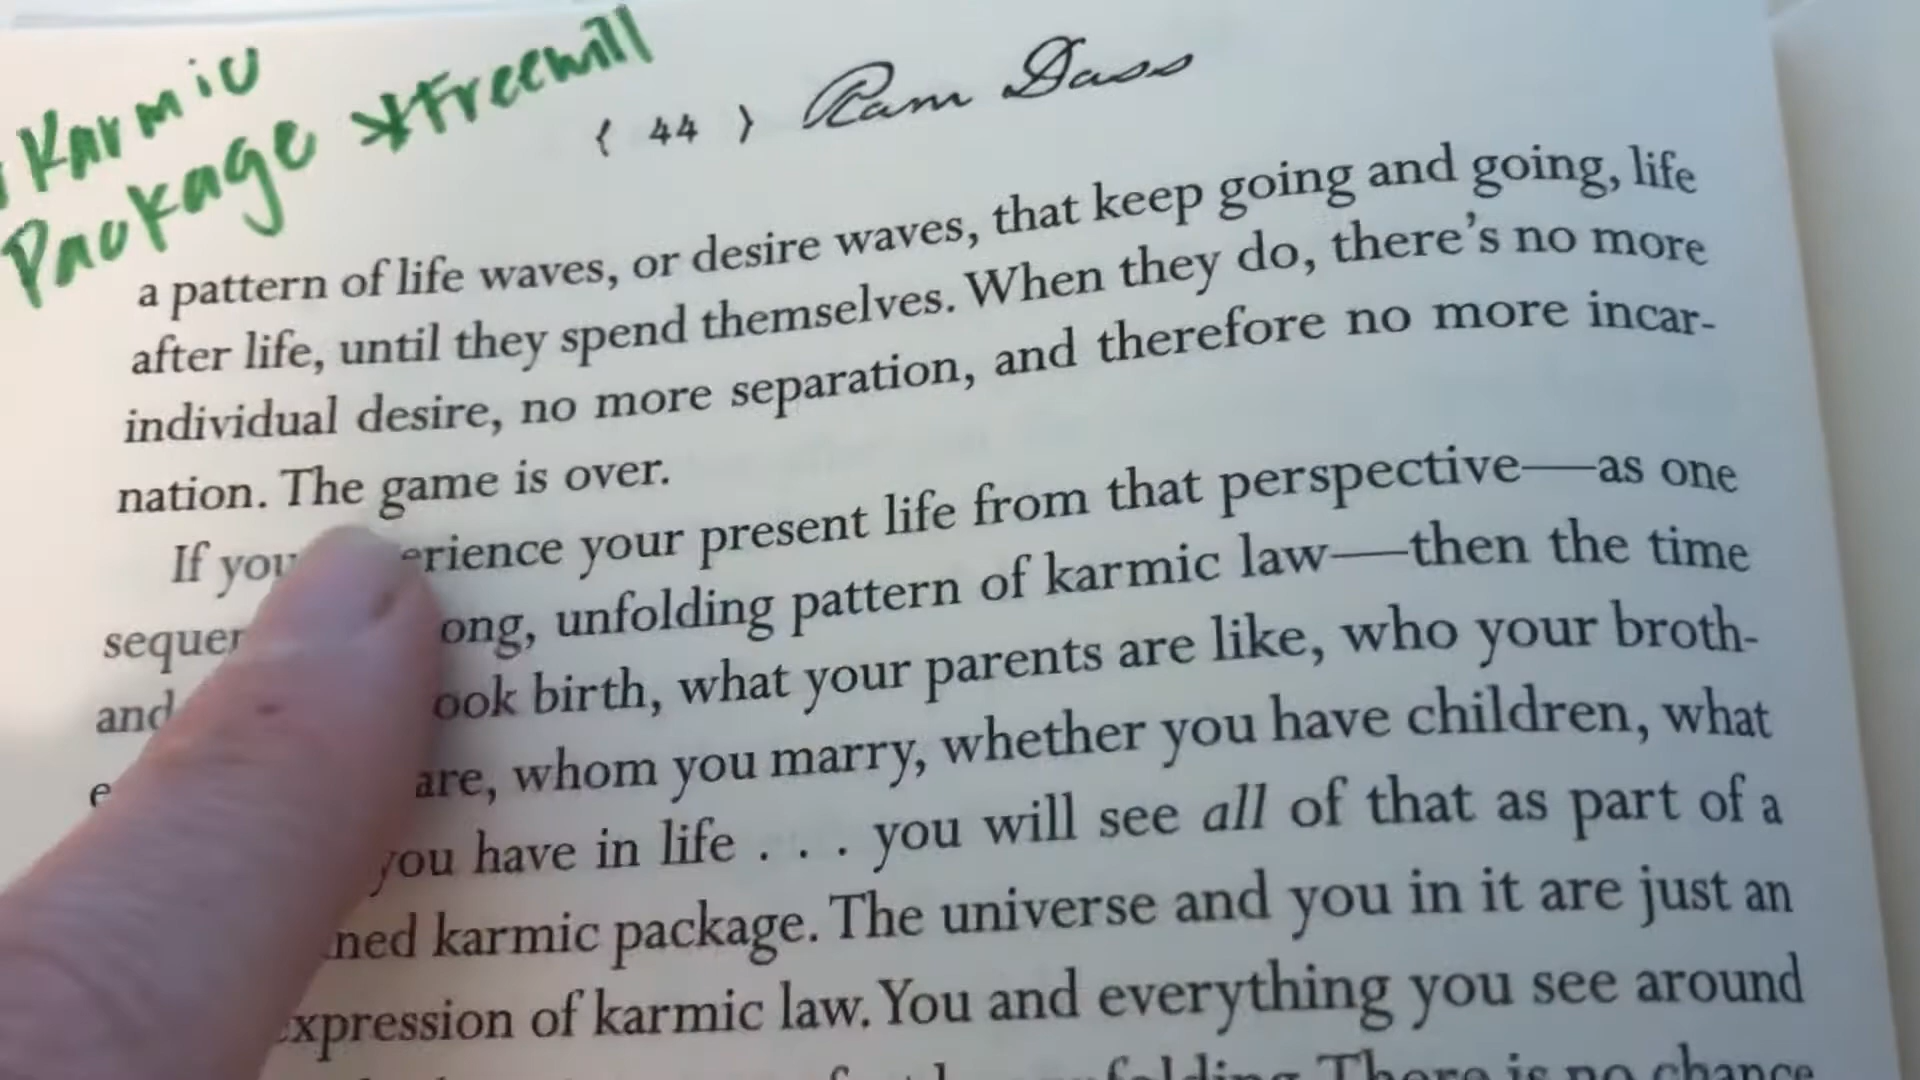 Karmic
Package *Freewill
{ 44 } Ram Dass
a pattern of life waves, or desire waves, that keep going and going, life
after life, until they spend themselves. When they do, there's no more
individual desire, no more separation, and therefore no more incar-
nation. The game is over.
If you erience your present life from that perspective—as one
sequen ong, unfolding pattern of karmic law—then the time
and ook birth, what your parents are like, who your broth-
e are, whom you marry, whether you have children, what
you have in life . . . you will see all of that as part of a
ned karmic package. The universe and you in it are just an
xpression of karmic law. You and everything you see around
There is no chance